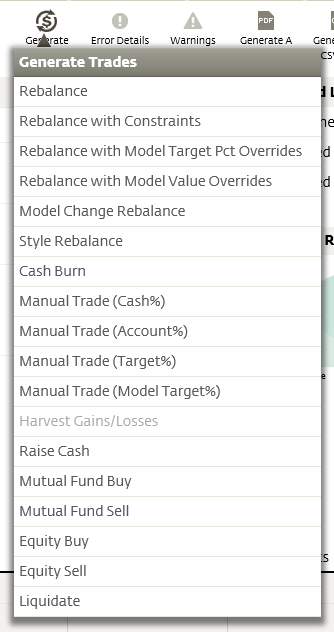 PDF
Generate
Error Details
Warnings
Generate A
Generate Trades
Rebalance
Rebalance with Constraints
Rebalance with Model Target Pct Overrides
Rebalance with Model Value Overrides
Model Change Rebalance
Style Rebalance
Cash Burn
Manual Trade (Cash%)
Manual Trade (Account%)
Manual Trade (Target%)
Manual Trade (Model Target%)
Harvest Gains/Losses
Raise Cash
Mutual Fund Buy
Mutual Fund Sell
Equity Buy
Equity Sell
Liquidate